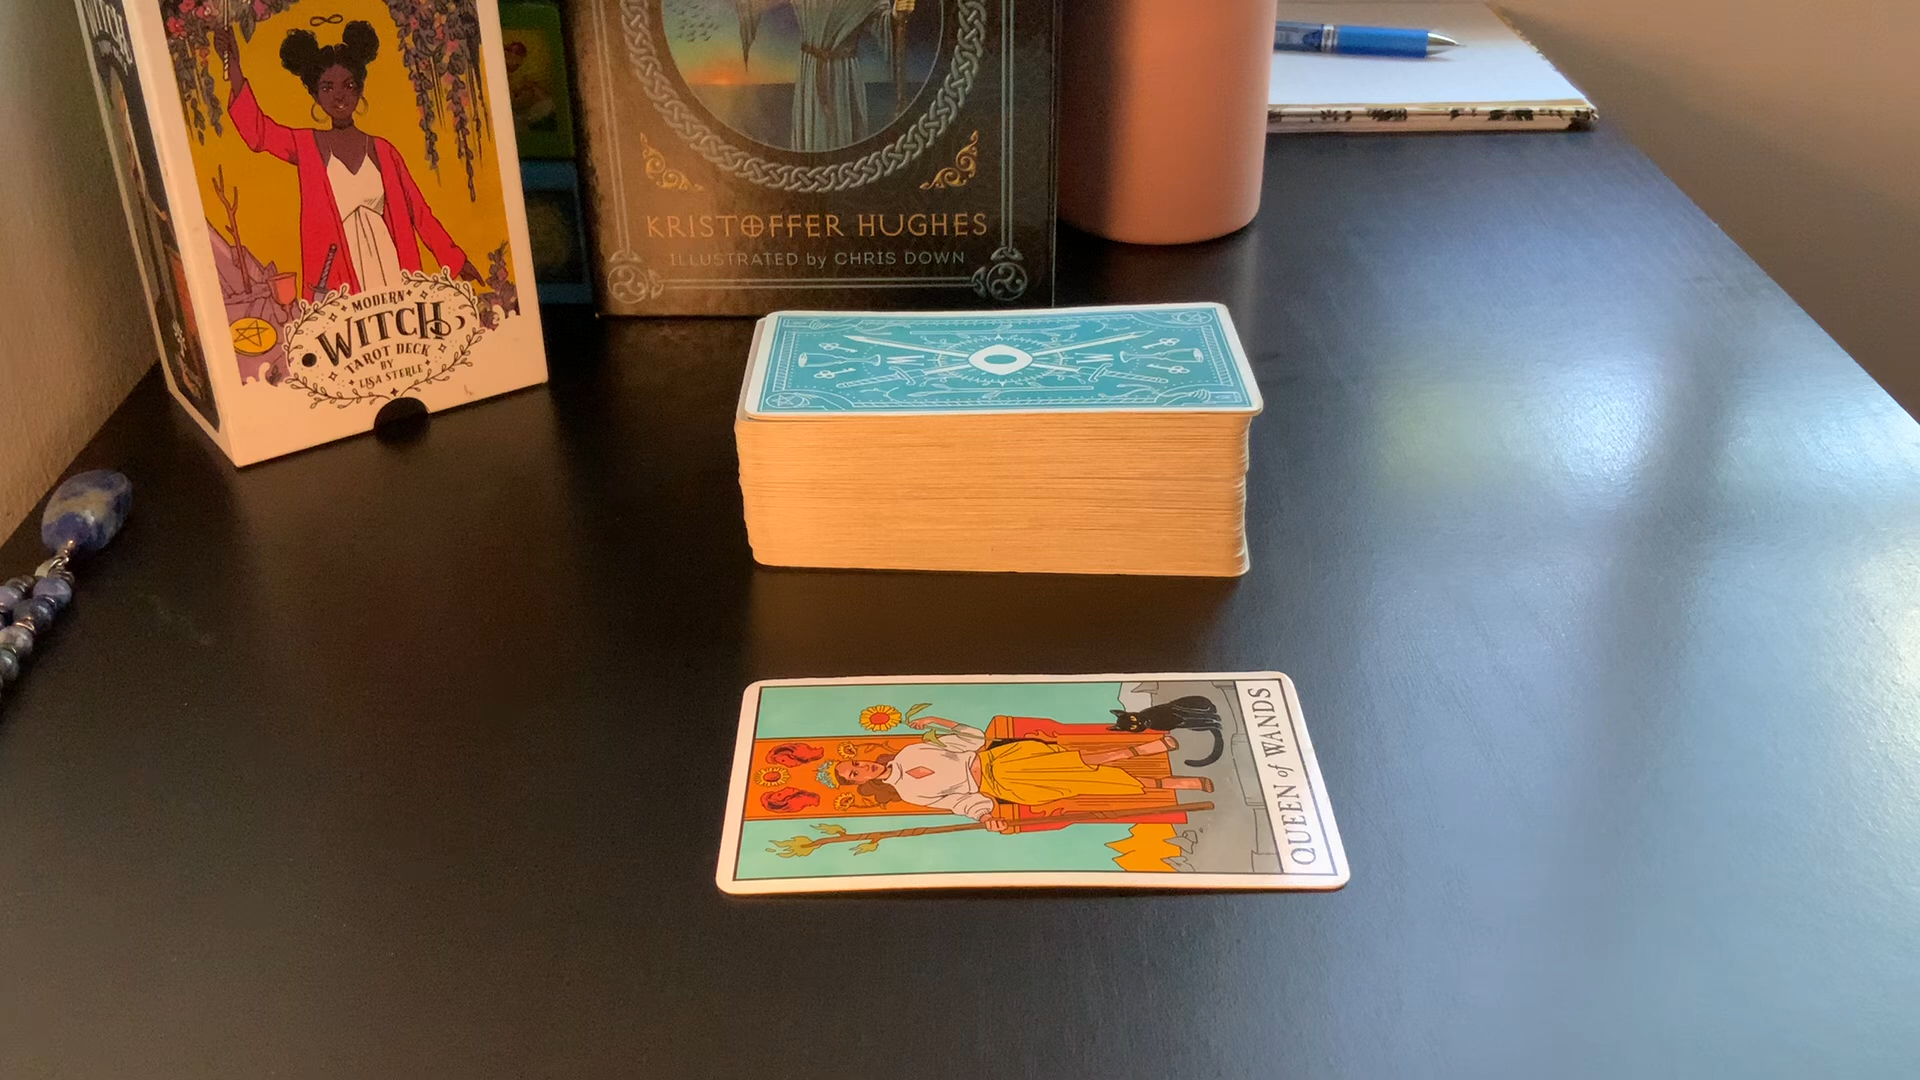 WITCH
MODERN
WITCH
TAROT DECK
BY
LISA STERLE
KRISTOFFER HUGHES
ILLUSTRATED by CHRIS DOWN
W
W
QUEEN of WANDS